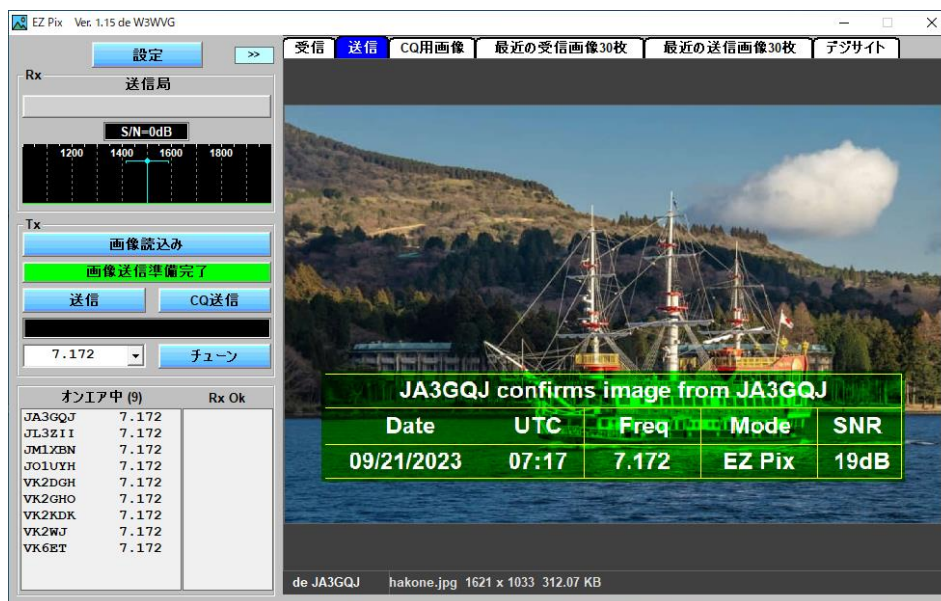 EZ Pix Ver. 1.15 de W3WVG
設定
>>
Rx
送信局
S/N=0dB
1200 1400 1600 1800
Tx
画像読込み
画像送信準備完了
送信 CQ送信
7.172 チューン
オンエア中 (9) Rx Ok
JA3GQJ 7.172
JL3ZII 7.172
JM1XBN 7.172
JO1UYH 7.172
VK2DGH 7.172
VK2GHO 7.172
VK2KDK 7.172
VK2WJ 7.172
VK6ET 7.172
受信 送信 CQ用画像 最近の受信画像30枚 最近の送信画像30枚 デジサイト
JA3GQJ confirms image from JA3GQJ
Date UTC Freq Mode SNR
09/21/2023 07:17 7.172 EZ Pix 19dB
de JA3GQJ hakone.jpg 1621 x 1033 312.07 KB